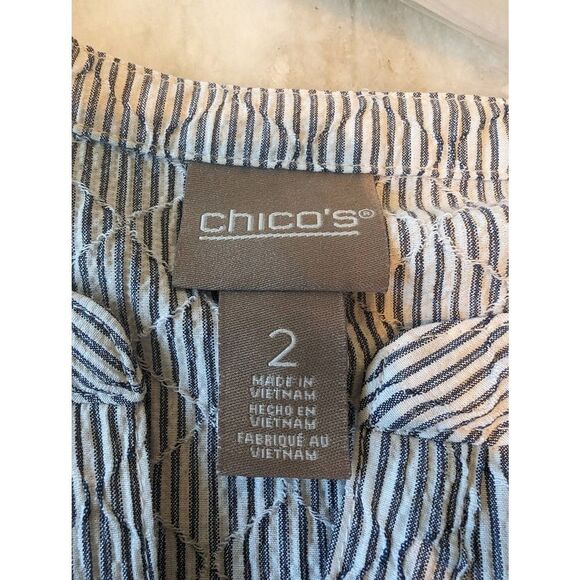 chico's®
2
MADE IN
VIETNAM
HECHO EN
VIETNAM
FABRIQUÉ AU
VIETNAM